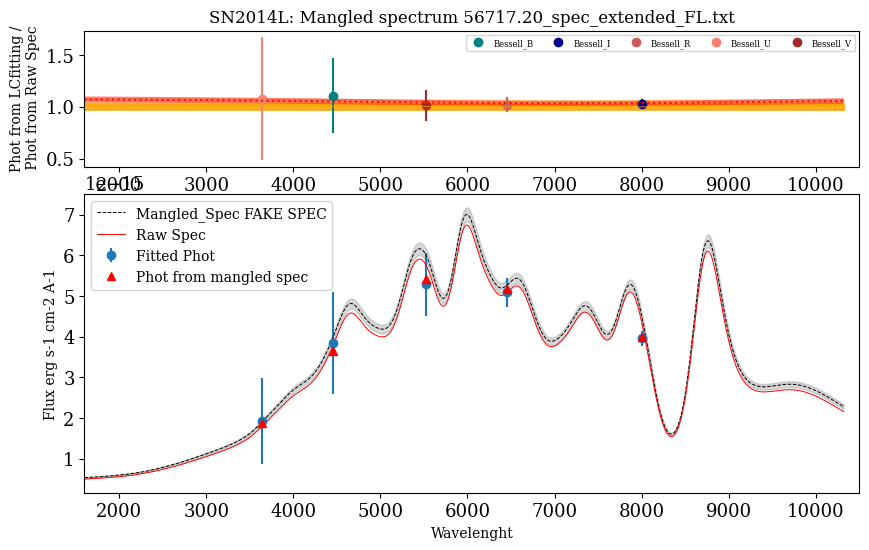 SN2014L: Mangled spectrum 56717.20_spec_extended_FL.txt
Phot from LCfitting /
Phot from Raw Spec
1.5
1.0
0.5
Bessell_B
Bessell_I
Bessell_R
Bessell_U
Bessell_V
2000 3000 4000 5000 6000 7000 8000 9000 10000
1e+15
Flux erg s-1 cm-2 A-1
7
6
5
4
3
2
1
Mangled_Spec FAKE SPEC
Raw Spec
Fitted Phot
Phot from mangled spec
2000 3000 4000 5000 6000 7000 8000 9000 10000
Wavelenght